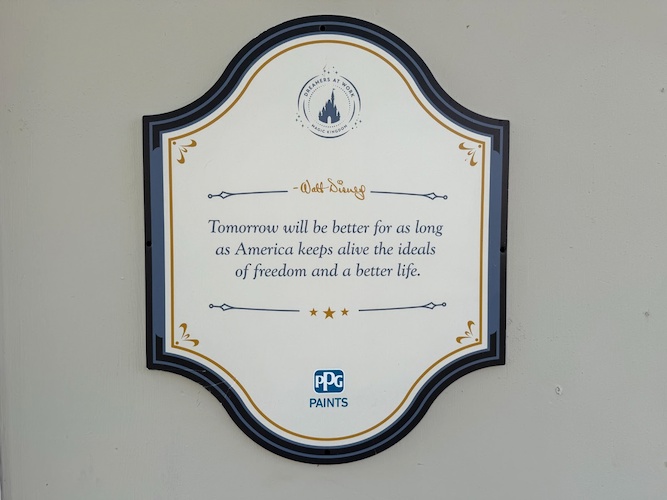 DREAMERS AT WORK
MAGIC KINGDOM
-Walt Disney
Tomorrow will be better for as long
as America keeps alive the ideals
of freedom and a better life.
PPG
PAINTS